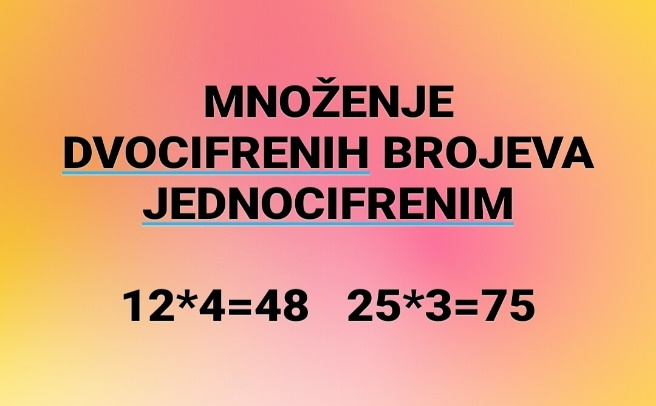 MNOŽENJE
DVOCIFRENIH BROJEVA
JEDNOCIFRENIM
12*4=48 25*3=75